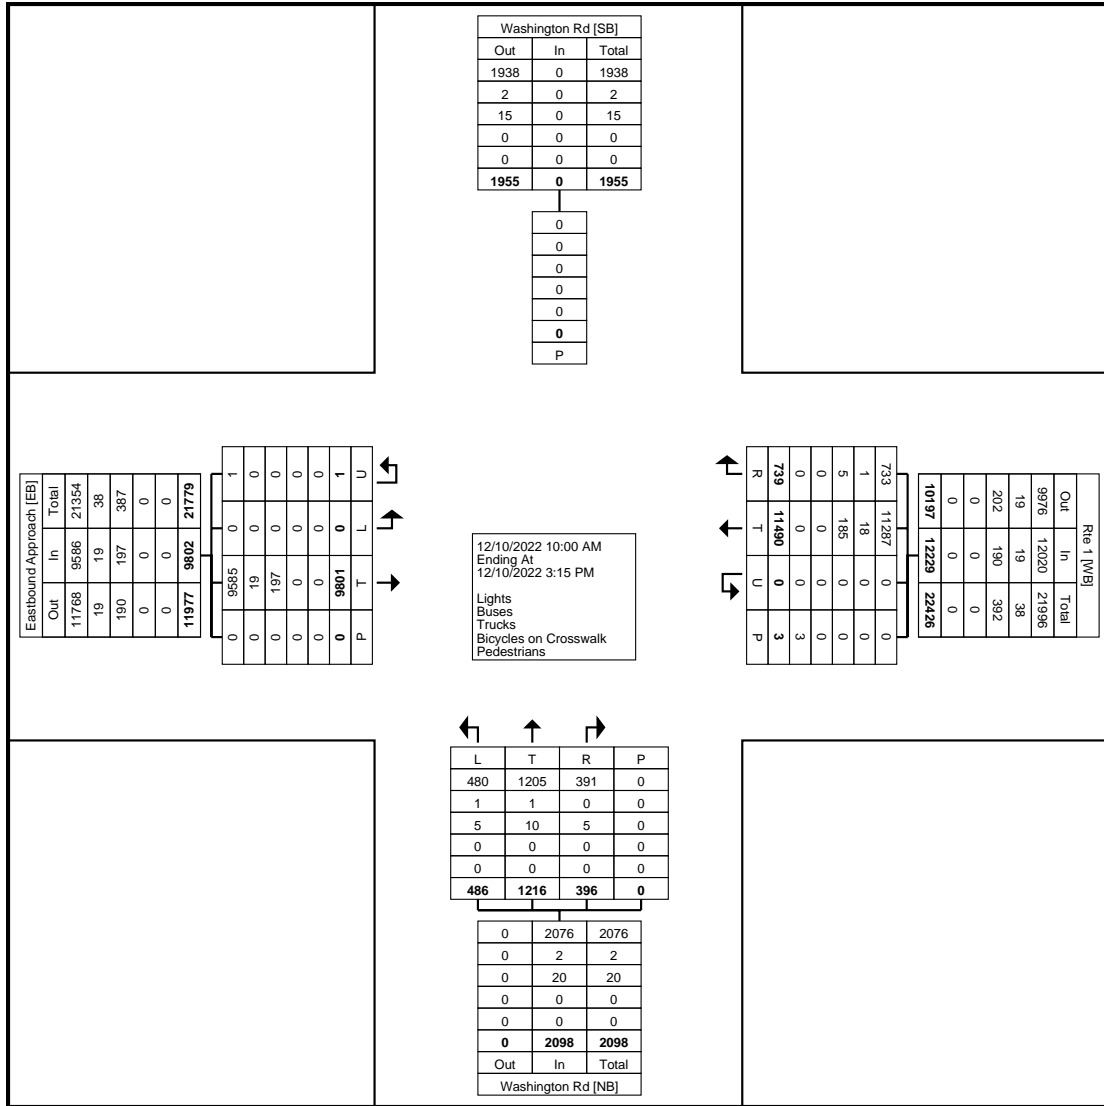 Washington Rd [SB]
Out In Total
1938 0 1938
2 0 2
15 0 15
0 0 0
0 0 0
1955 0 1955
0
0
0
0
0
0
P
Eastbound Approach [EB]
Total In Out
21354 9586 11768
38 19 19
387 197 190
0 0 0
0 0 0
21779 9802 11977
1 0 9585 0
0 0 19 0
0 0 197 0
0 0 0 0
0 0 0 0
1 0 9801 0
U L T P
12/10/2022 10:00 AM
Ending At
12/10/2022 3:15 PM
Lights
Buses
Trucks
Bicycles on Crosswalk
Pedestrians
R T U P
739 11490 0 3
0 0 0 3
0 0 0 0
5 185 0 0
1 18 0 0
733 11287 0 0
Rte 1 [WB]
Out In Total
9976 12020 21996
19 19 38
202 190 392
0 0 0
0 0 0
10197 12229 22426
L T R P
480 1205 391 0
1 1 0 0
5 10 5 0
0 0 0 0
0 0 0 0
486 1216 396 0
0 2076 2076
0 2 2
0 20 20
0 0 0
0 0 0
0 2098 2098
Out In Total
Washington Rd [NB]